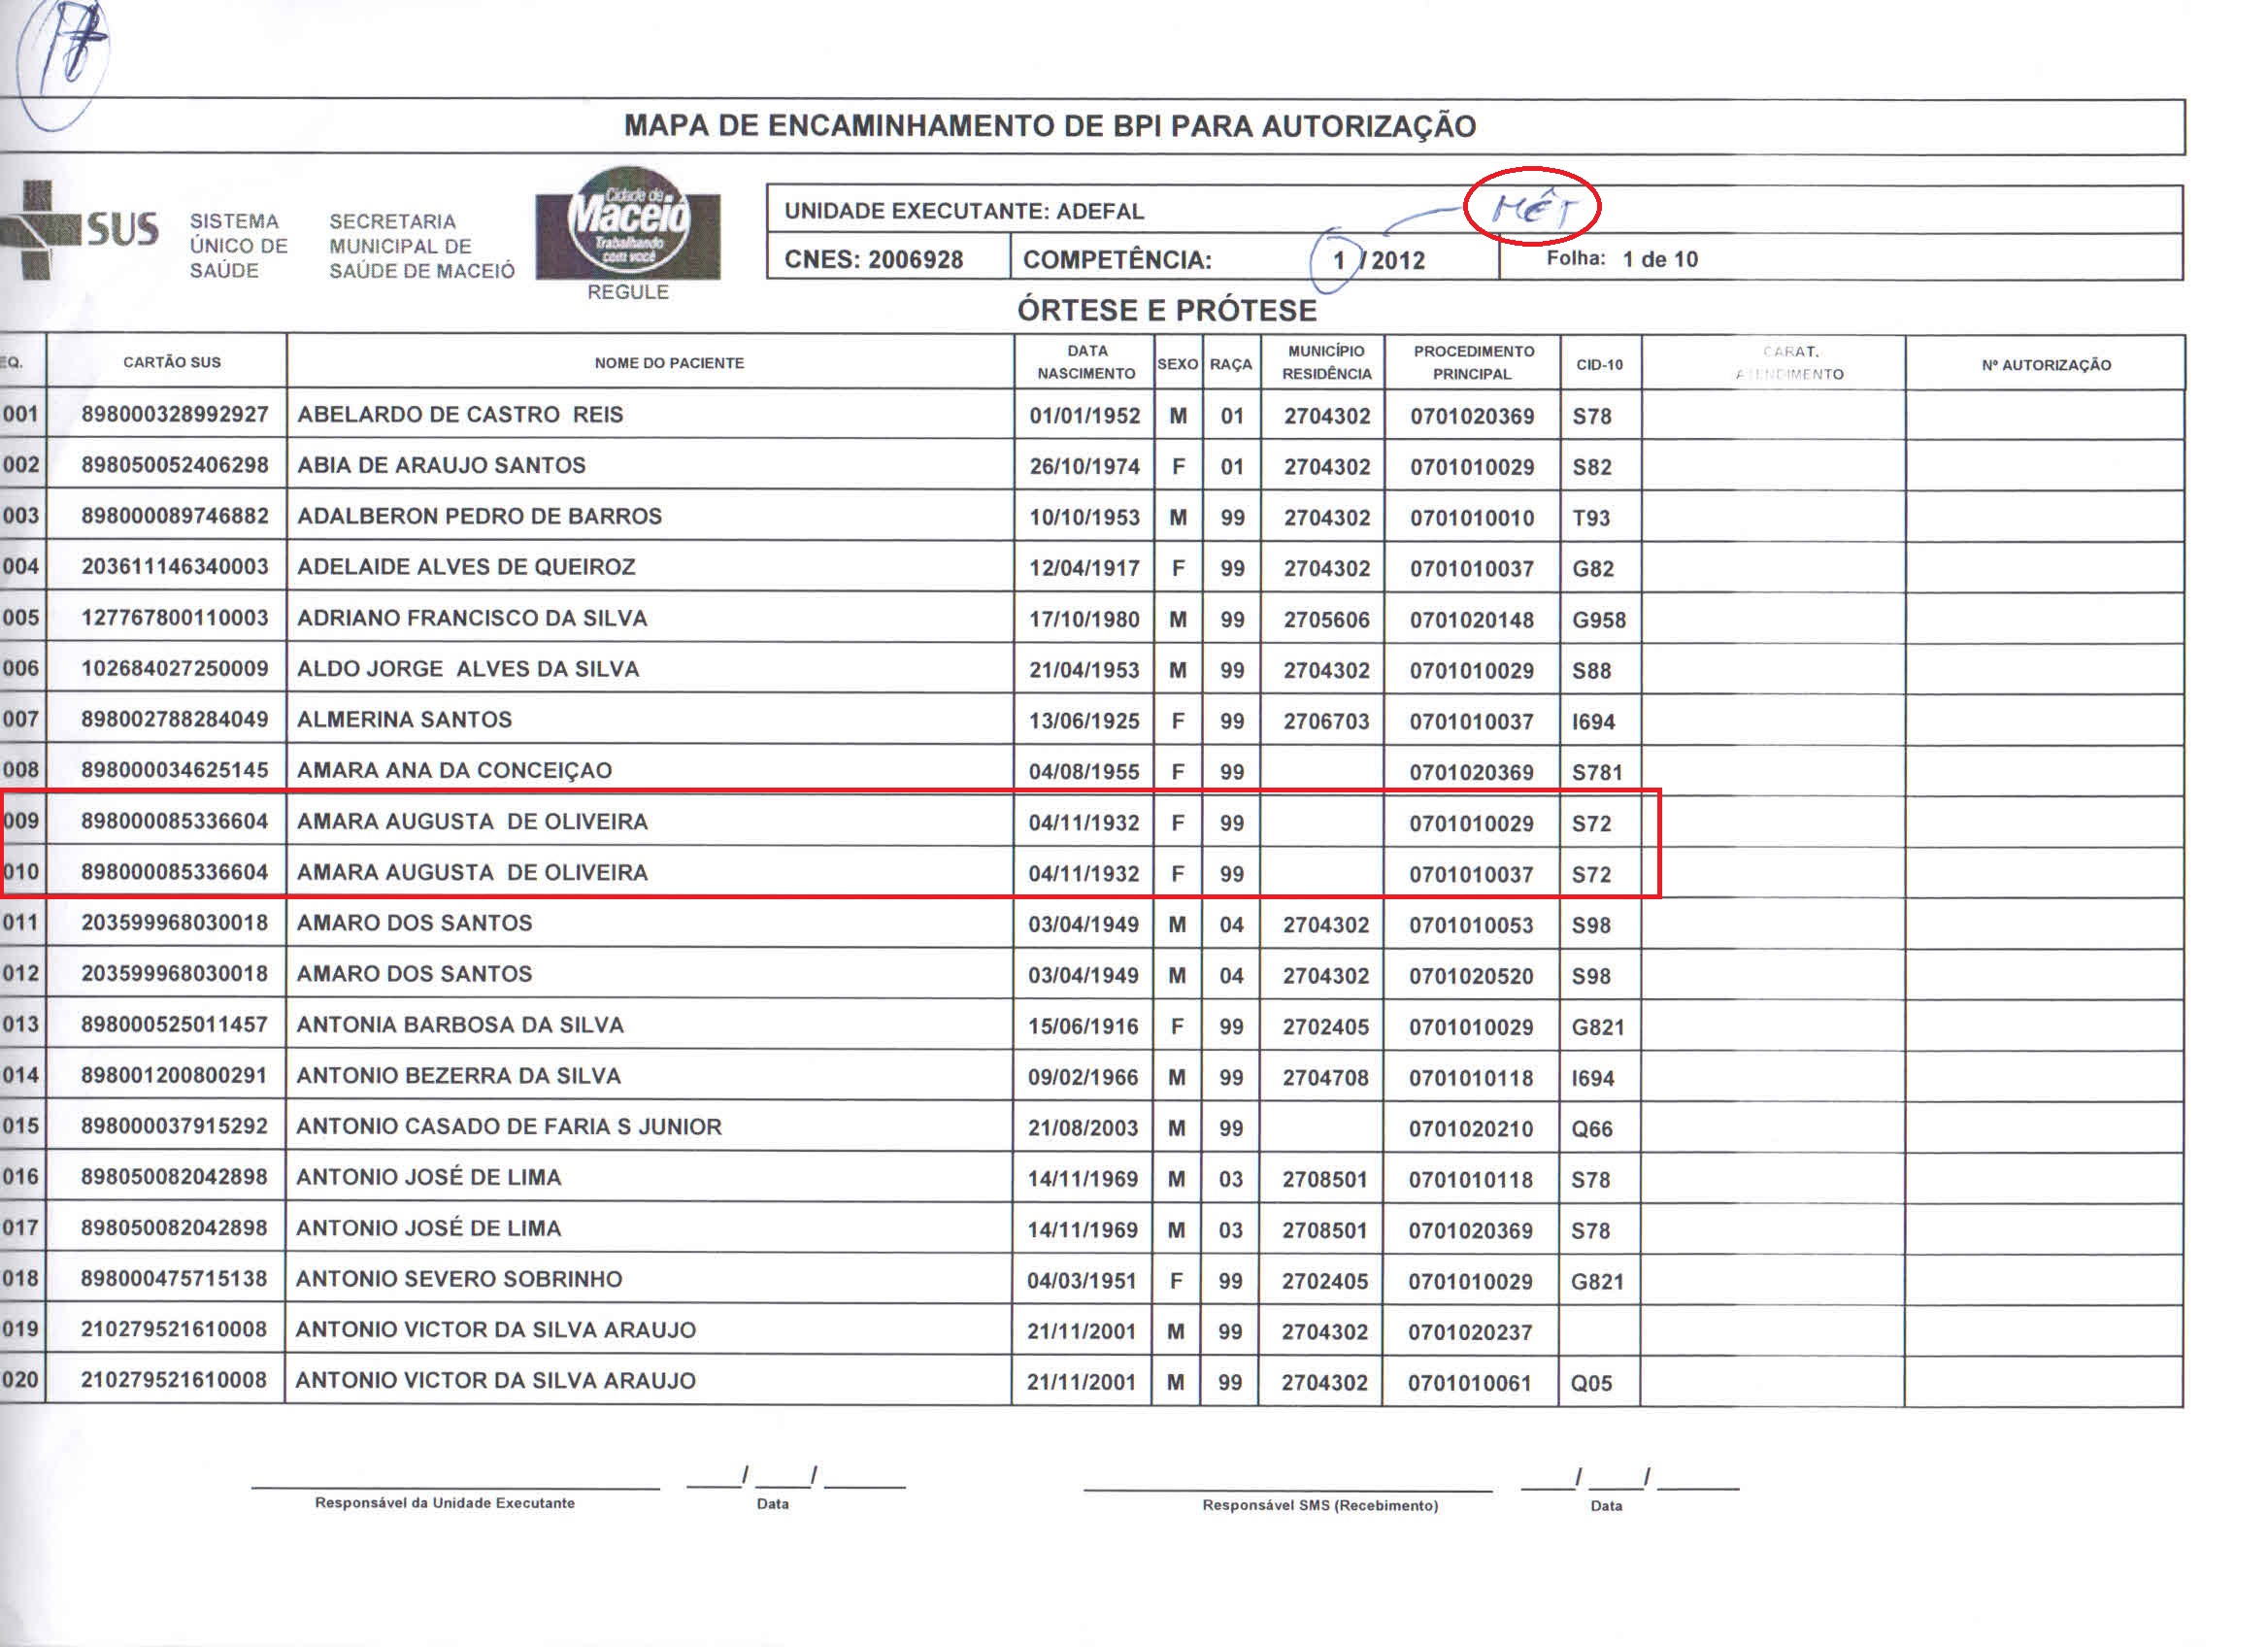 MAPA DE ENCAMINHAMENTO DE BPI PARA AUTORIZAÇÃO
SUS
SISTEMA ÚNICO DE SAÚDE
SECRETARIA MUNICIPAL DE SAÚDE DE MACEIÓ
Cidade de
Maceió
Trabalhando
com você
REGULE
UNIDADE EXECUTANTE: ADEFAL
MÊS
CNES: 2006928 COMPETÊNCIA: 1 / 2012 Folha: 1 de 10
ÓRTESE E PRÓTESE
EQ. CARTÃO SUS NOME DO PACIENTE DATA NASCIMENTO SEXO RAÇA MUNICÍPIO RESIDÊNCIA PROCEDIMENTO PRINCIPAL CID-10 CARAT. ATENDIMENTO Nº AUTORIZAÇÃO
001 898000328992927 ABELARDO DE CASTRO REIS 01/01/1952 M 01 2704302 0701020369 S78
002 898050052406298 ABIA DE ARAUJO SANTOS 26/10/1974 F 01 2704302 0701010029 S82
003 898000089746882 ADALBERON PEDRO DE BARROS 10/10/1953 M 99 2704302 0701010010 T93
004 203611146340003 ADELAIDE ALVES DE QUEIROZ 12/04/1917 F 99 2704302 0701010037 G82
005 127767800110003 ADRIANO FRANCISCO DA SILVA 17/10/1980 M 99 2705606 0701020148 G958
006 102684027250009 ALDO JORGE ALVES DA SILVA 21/04/1953 M 99 2704302 0701010029 S88
007 898002788284049 ALMERINA SANTOS 13/06/1925 F 99 2706703 0701010037 I694
008 898000034625145 AMARA ANA DA CONCEIÇAO 04/08/1955 F 99 0701020369 S781
009 898000085336604 AMARA AUGUSTA DE OLIVEIRA 04/11/1932 F 99 0701010029 S72
010 898000085336604 AMARA AUGUSTA DE OLIVEIRA 04/11/1932 F 99 0701010037 S72
011 203599968030018 AMARO DOS SANTOS 03/04/1949 M 04 2704302 0701010053 S98
012 203599968030018 AMARO DOS SANTOS 03/04/1949 M 04 2704302 0701020520 S98
013 898000525011457 ANTONIA BARBOSA DA SILVA 15/06/1916 F 99 2702405 0701010029 G821
014 898001200800291 ANTONIO BEZERRA DA SILVA 09/02/1966 M 99 2704708 0701010118 I694
015 898000037915292 ANTONIO CASADO DE FARIA S JUNIOR 21/08/2003 M 99 0701020210 Q66
016 898050082042898 ANTONIO JOSÉ DE LIMA 14/11/1969 M 03 2708501 0701010118 S78
017 898050082042898 ANTONIO JOSÉ DE LIMA 14/11/1969 M 03 2708501 0701020369 S78
018 898000475715138 ANTONIO SEVERO SOBRINHO 04/03/1951 F 99 2702405 0701010029 G821
019 210279521610008 ANTONIO VICTOR DA SILVA ARAUJO 21/11/2001 M 99 2704302 0701020237
020 210279521610008 ANTONIO VICTOR DA SILVA ARAUJO 21/11/2001 M 99 2704302 0701010061 Q05
____/____/____ ____/____/____
Responsável da Unidade Executante Data Responsável SMS (Recebimento) Data